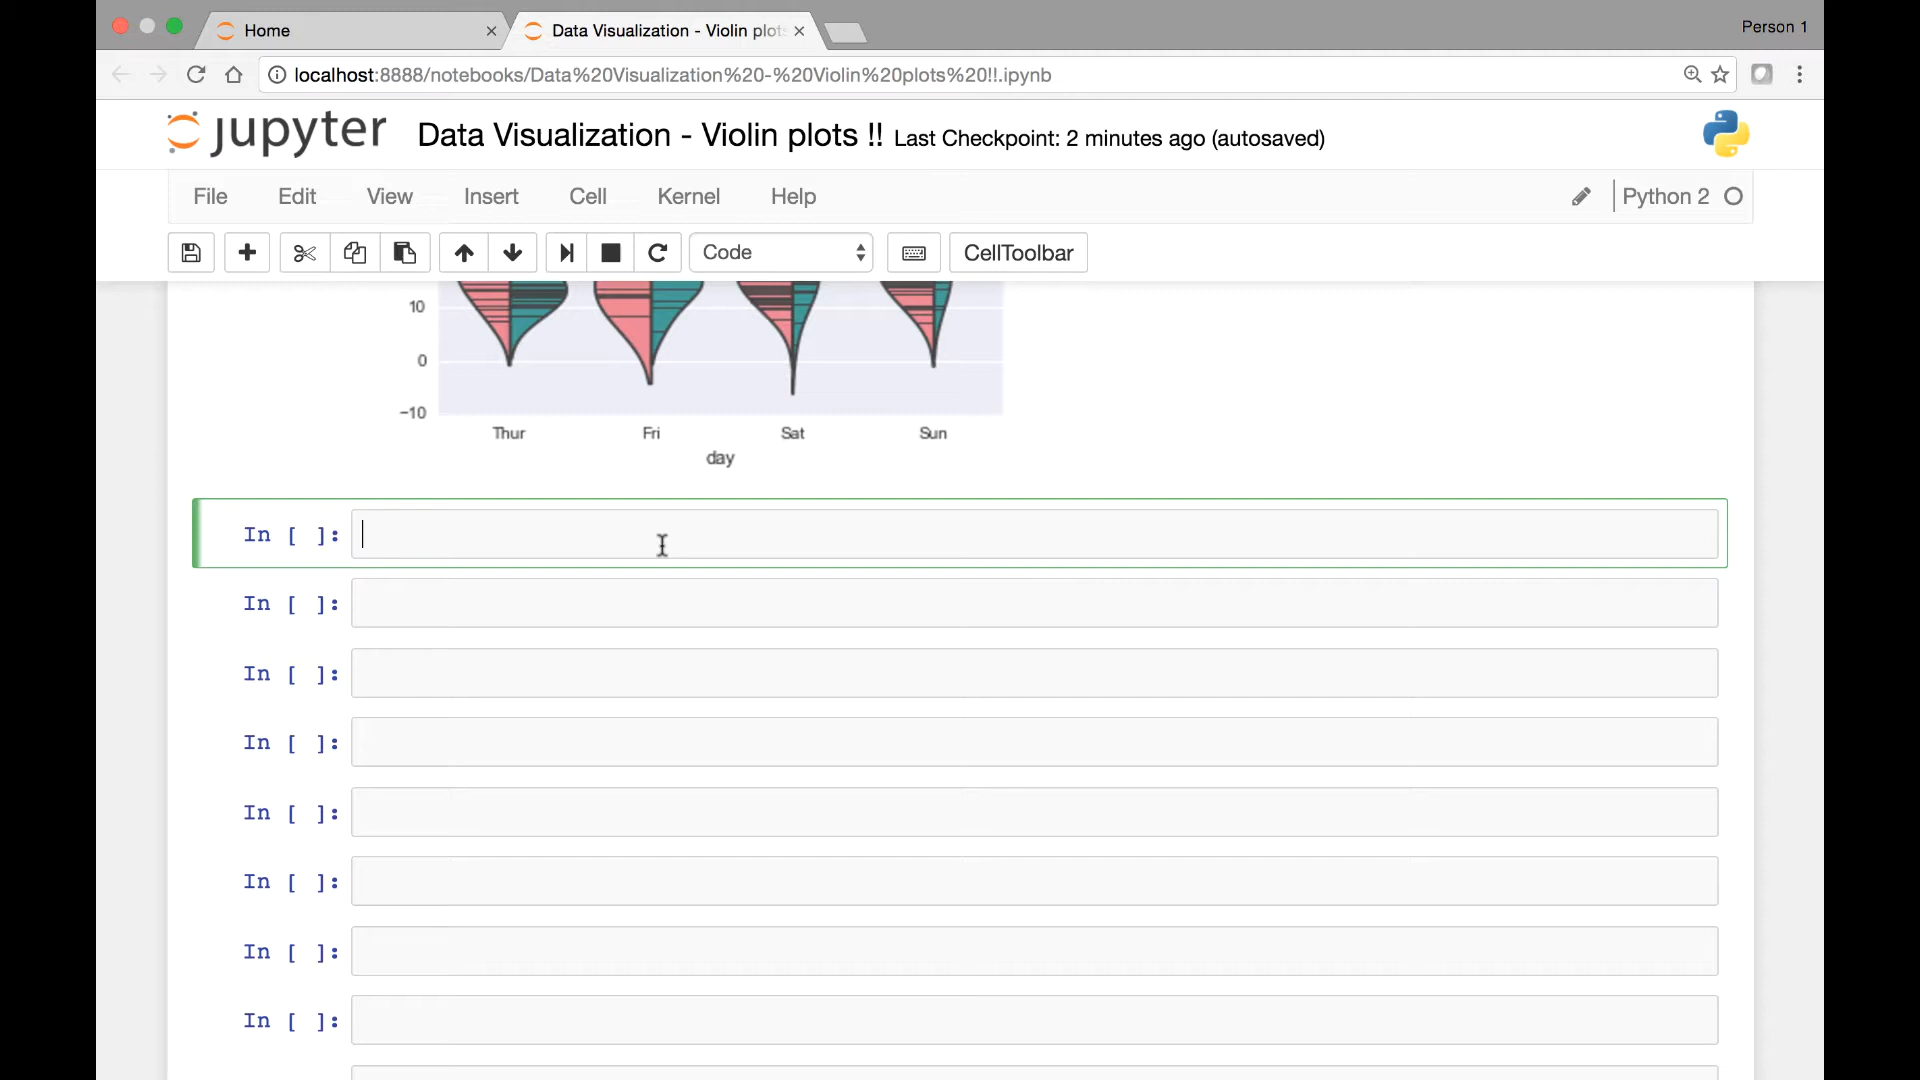 Home
Data Visualization - Violin plot
Person 1
localhost:8888/notebooks/Data%20Visualization%20-%20Violin%20plots%20!!.ipynb
jupyter
Data Visualization - Violin plots !! Last Checkpoint: 2 minutes ago (autosaved)
File Edit View Insert Cell Kernel Help
Python 2
Code
CellToolbar
10
0
−10
Thur Fri Sat Sun
day
In [ ]:
In [ ]:
In [ ]:
In [ ]:
In [ ]:
In [ ]:
In [ ]:
In [ ]: